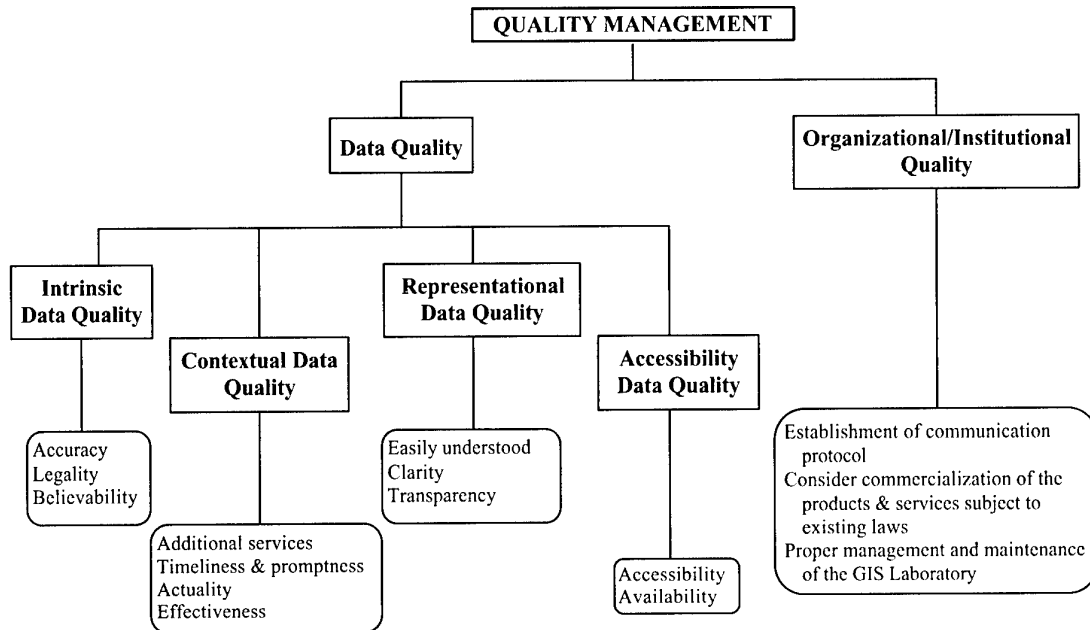 QUALITY MANAGEMENT
Data Quality
Organizational/Institutional
Quality
Intrinsic
Data Quality
Contextual Data
Quality
Representational
Data Quality
Accessibility
Data Quality
Accuracy
Legality
Believability
Additional services
Timeliness & promptness
Actuality
Effectiveness
Easily understood
Clarity
Transparency
Accessibility
Availability
Establishment of communication
protocol
Consider commercialization of the
products & services subject to
existing laws
Proper management and maintenance
of the GIS Laboratory